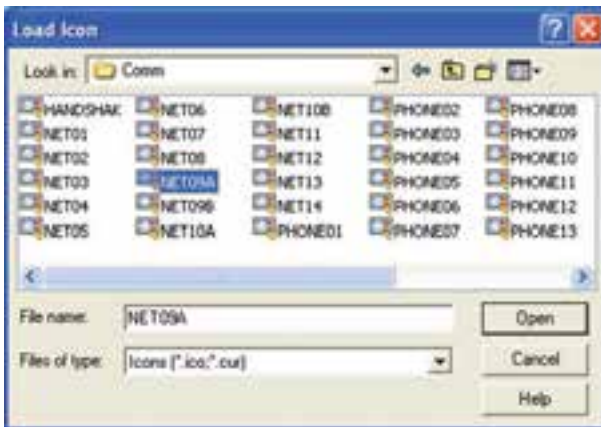 Load Icon
Look in: Comm
HANDSHAK NET06 NET10B PHONE02 PHONE08
NET01 NET07 NET11 PHONE03 PHONE09
NET02 NET08 NET12 PHONE04 PHONE10
NET03 NET09A NET13 PHONE05 PHONE11
NET04 NET09B NET14 PHONE06 PHONE12
NET05 NET10A PHONE01 PHONE07 PHONE13
File name: NET09A Open
Files of type: Icons (*.ico;*.cur) Cancel
Help